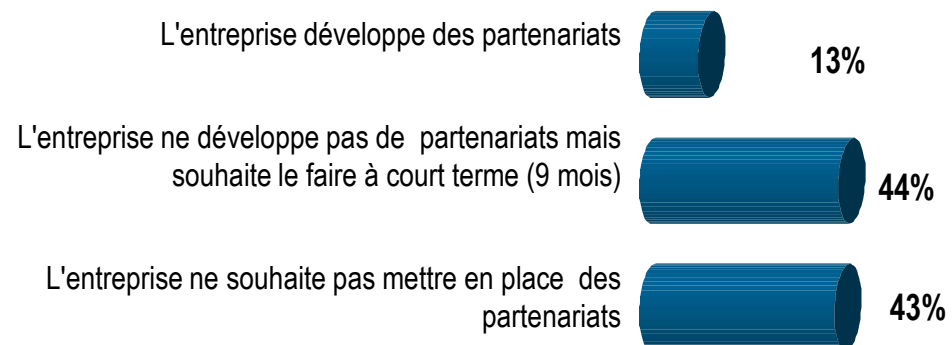 L'entreprise développe des partenariats
13%
L'entreprise ne développe pas de partenariats mais
souhaite le faire à court terme (9 mois)
44%
L'entreprise ne souhaite pas mettre en place des
partenariats
43%